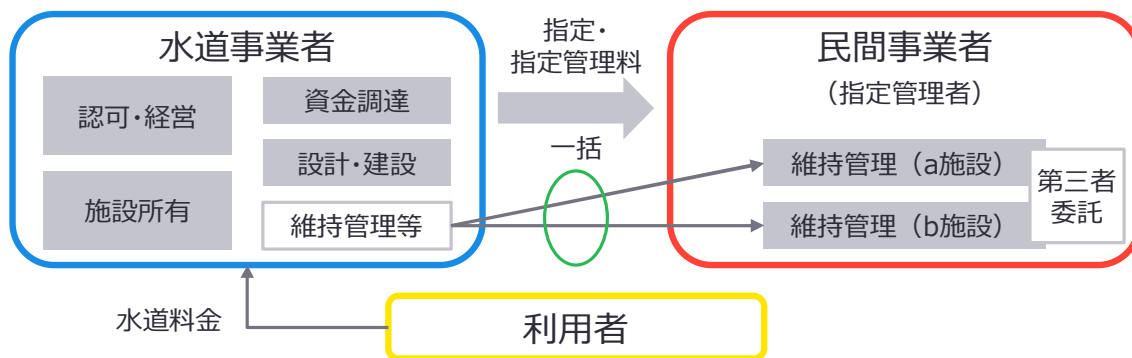 水道事業者
認可・経営
施設所有
資金調達
設計・建設
維持管理等
指定・
指定管理料
一括
民間事業者
（指定管理者）
維持管理（a施設）
維持管理（b施設）
第三者
委託
水道料金
利用者